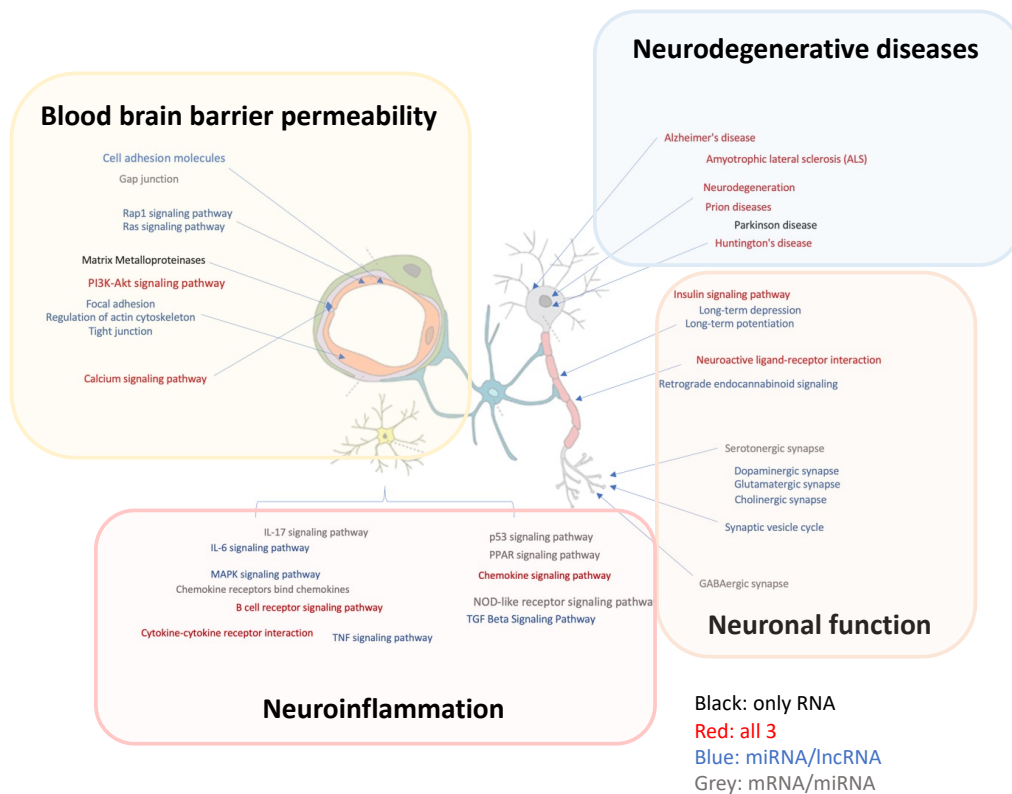 Neurodegenerative diseases
Blood brain barrier permeability
Alzheimer's disease
Amyotrophic lateral sclerosis (ALS)
Neurodegeneration
Prion diseases
Parkinson disease
Huntington's disease
Cell adhesion molecules
Gap junction
Rap1 signaling pathway
Ras signaling pathway
Matrix Metalloproteinases
PI3K-Akt signaling pathway
Focal adhesion
Regulation of actin cytoskeleton
Tight junction
Calcium signaling pathway
Insulin signaling pathway
Long-term depression
Long-term potentiation
Neuroactive ligand-receptor interaction
Retrograde endocannabinoid signaling
Serotonergic synapse
Dopaminergic synapse
Glutamatergic synapse
Cholinergic synapse
Synaptic vesicle cycle
GABAergic synapse
Neuronal function
IL-17 signaling pathway
IL-6 signaling pathway
MAPK signaling pathway
Chemokine receptors bind chemokines
B cell receptor signaling pathway
Cytokine-cytokine receptor interaction
TNF signaling pathway
p53 signaling pathway
PPAR signaling pathway
Chemokine signaling pathway
NOD-like receptor signaling pathwa
TGF Beta Signaling Pathway
Neuroinflammation
Black: only RNA
Red: all 3
Blue: miRNA/lncRNA
Grey: mRNA/miRNA